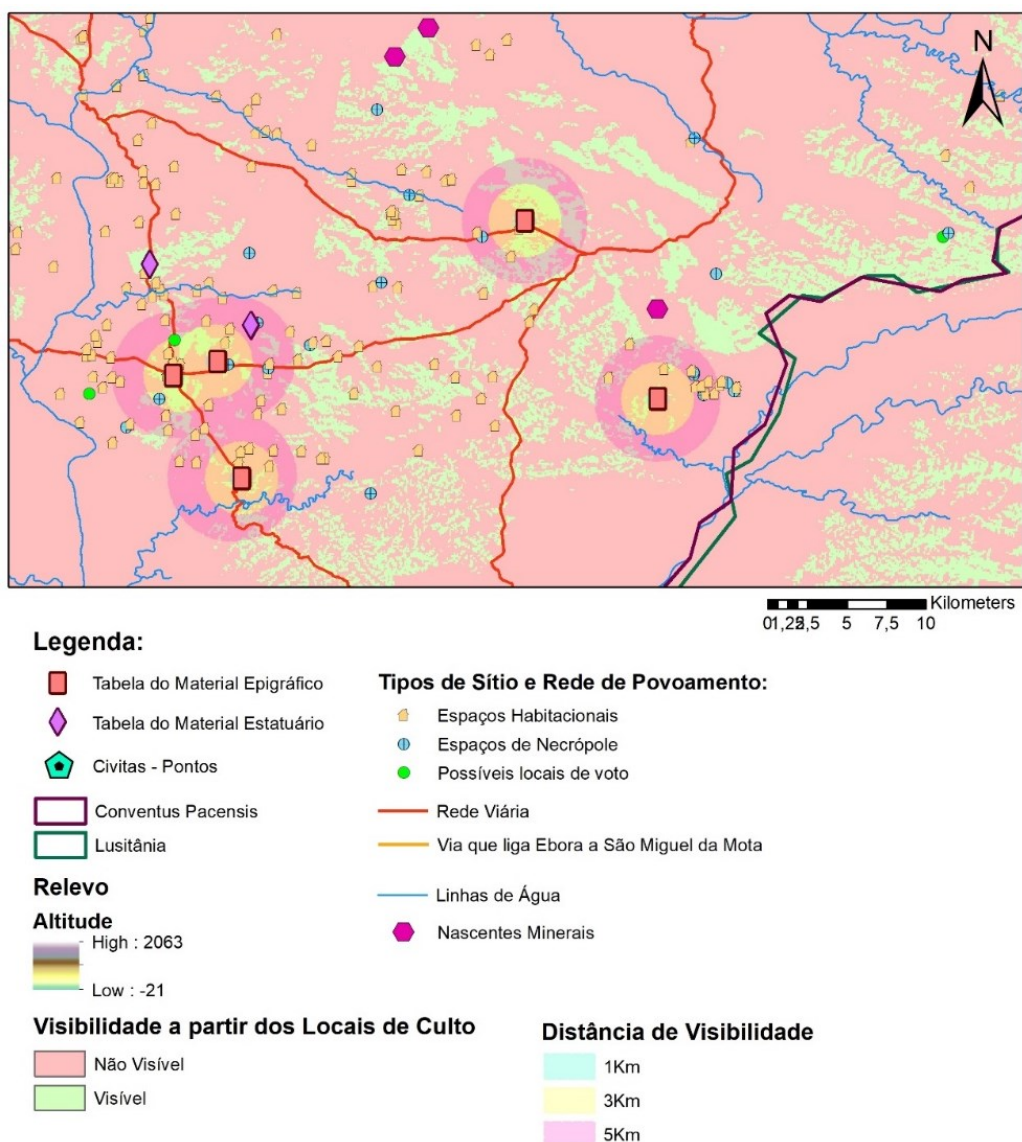 N
Kilometers
0 1,25 2,5 5 7,5 10
Legenda:
Tabela do Material Epigráfico
Tabela do Material Estatuário
Civitas - Pontos
Conventus Pacensis
Lusitânia
Relevo
Altitude
High : 2063
Low : -21
Tipos de Sítio e Rede de Povoamento:
Espaços Habitacionais
Espaços de Necrópole
Possíveis locais de voto
Rede Viária
Via que liga Ebora a São Miguel da Mota
Linhas de Água
Nascentes Minerais
Visibilidade a partir dos Locais de Culto
Não Visível
Visível
Distância de Visibilidade
1Km
3Km
5Km